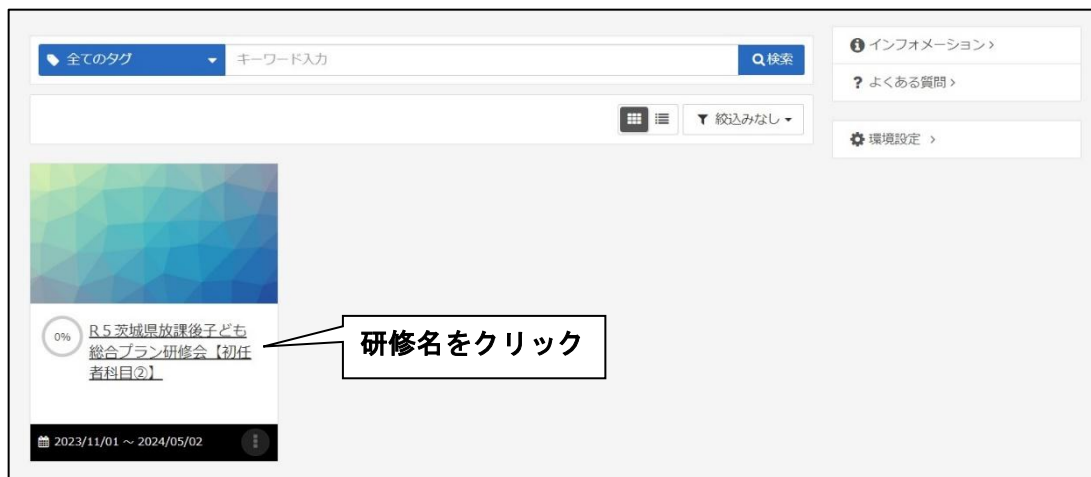 全てのタグ キーワード入力 検索
絞込みなし
インフォメーション >
? よくある質問 >
環境設定 >
0%
R5茨城県放課後子ども
総合プラン研修会【初任
者科目②】
研修名をクリック
2023/11/01 ～ 2024/05/02